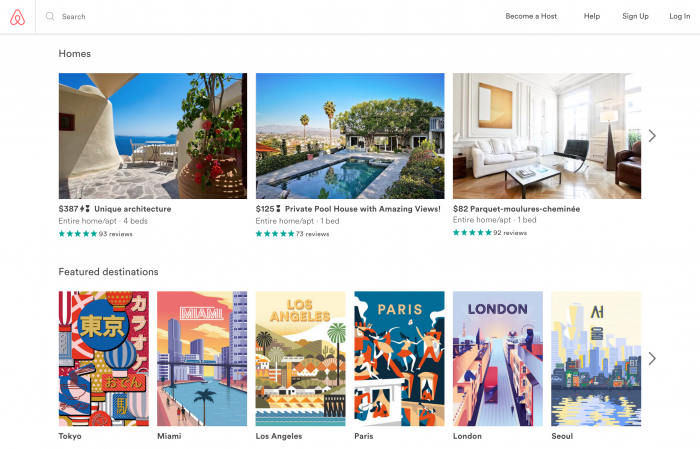 Search
Become a Host
Help
Sign Up
Log In
Homes
$387 Unique architecture
Entire home/apt · 4 beds
93 reviews
$125 Private Pool House with Amazing Views!
Entire home/apt · 1 bed
73 reviews
$82 Parquet-moulures-cheminée
Entire home/apt · 1 bed
92 reviews
Featured destinations
カラオケ
東京
おでん
駅
MIAMI
LOS
ANGELES
PARIS
LONDON
서
울
Tokyo
Miami
Los Angeles
Paris
London
Seoul